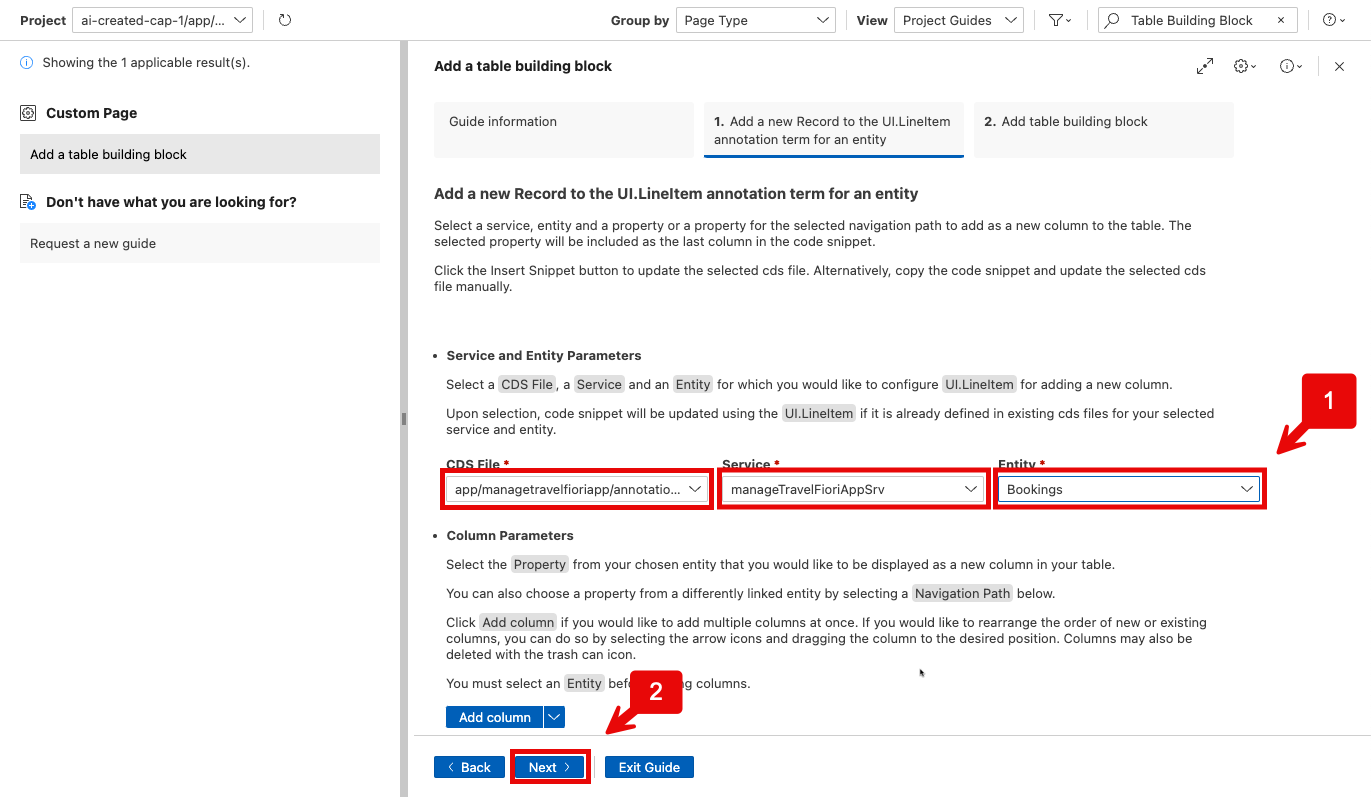 Project ai-created-cap-1/app/... Group by Page Type View Project Guides Table Building Block
Showing the 1 applicable result(s).
Custom Page
Add a table building block
Don't have what you are looking for?
Request a new guide
Add a table building block
Guide information
1. Add a new Record to the UI.LineItem
annotation term for an entity
2. Add table building block
Add a new Record to the UI.LineItem annotation term for an entity
Select a service, entity and a property or a property for the selected navigation path to add as a new column to the table. The
selected property will be included as the last column in the code snippet.
Click the Insert Snippet button to update the selected cds file. Alternatively, copy the code snippet and update the selected cds
file manually.
• Service and Entity Parameters
Select a CDS File, a Service and an Entity for which you would like to configure UI.LineItem for adding a new column.
Upon selection, code snippet will be updated using the UI.LineItem if it is already defined in existing cds files for your selected
service and entity.
1
CDS File * Service * Entity *
app/managetravelfioriapp/annotatio... manageTravelFioriAppSrv Bookings
• Column Parameters
Select the Property from your chosen entity that you would like to be displayed as a new column in your table.
You can also choose a property from a differently linked entity by selecting a Navigation Path below.
Click Add column if you would like to add multiple columns at once. If you would like to rearrange the order of new or existing
columns, you can do so by selecting the arrow icons and dragging the column to the desired position. Columns may also be
deleted with the trash can icon.
You must select an Entity columns.
2
Add column
Back Next Exit Guide